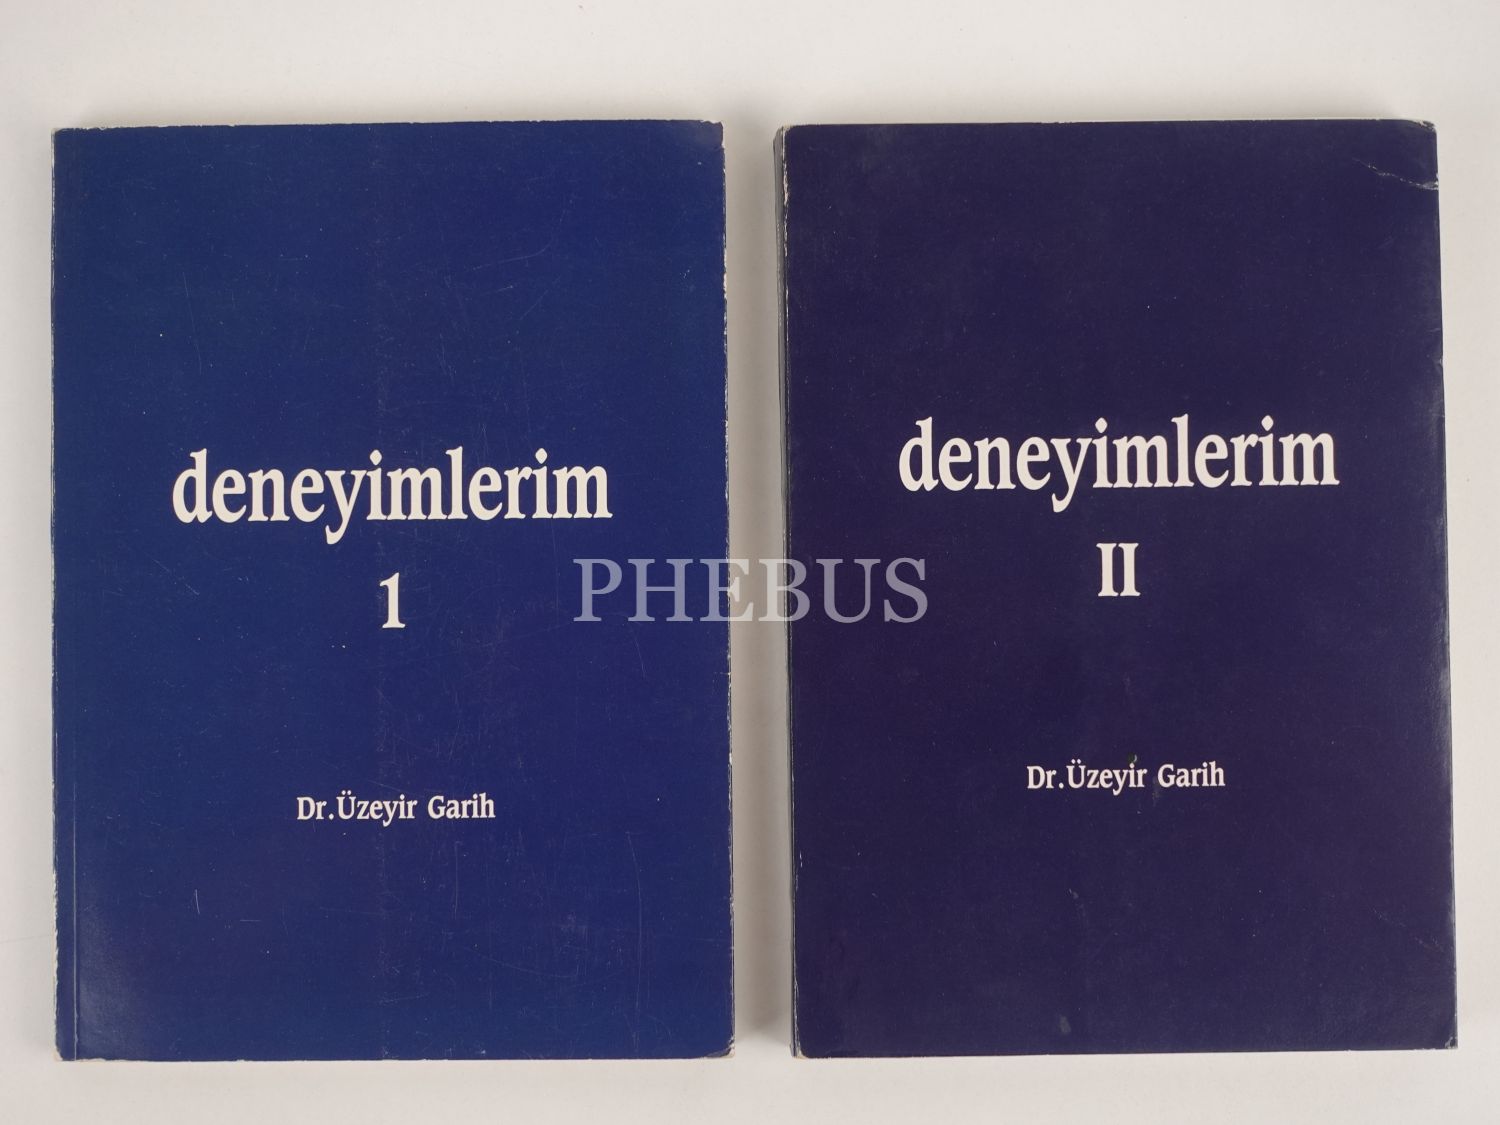 deneyimlerim
1
Dr.Üzeyir Garih
deneyimlerim
II
Dr.Üzeyir Garih
PHEBUS